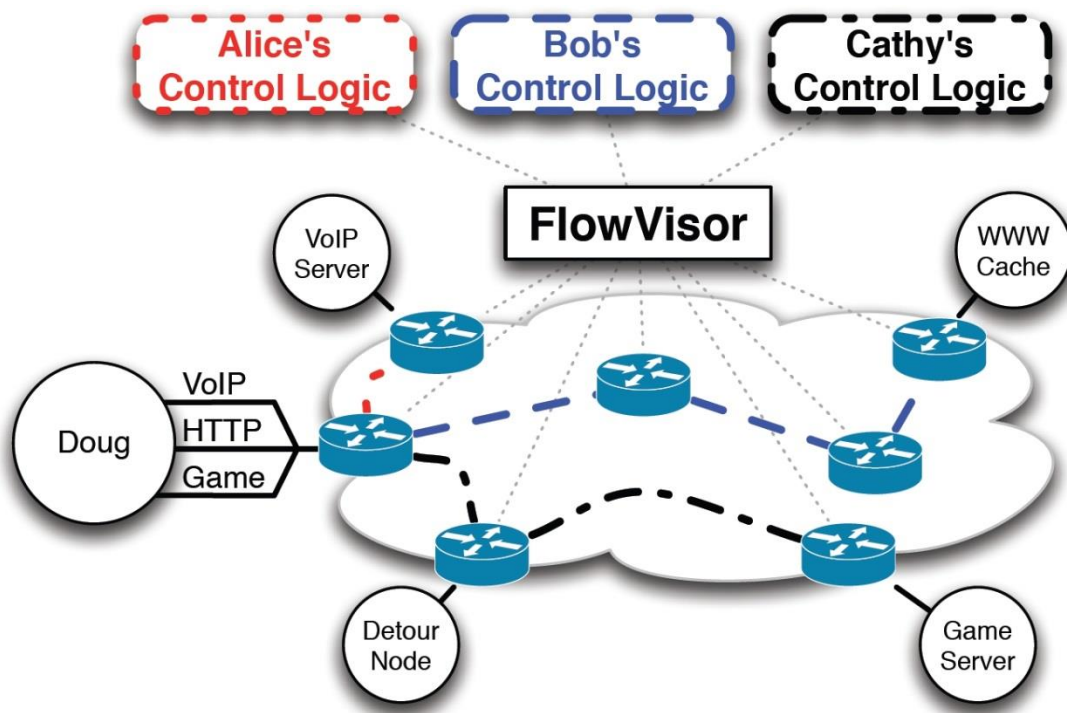 Alice's
Control Logic
Bob's
Control Logic
Cathy's
Control Logic
FlowVisor
VoIP
Server
WWW
Cache
Doug
VoIP
HTTP
Game
Detour
Node
Game
Server